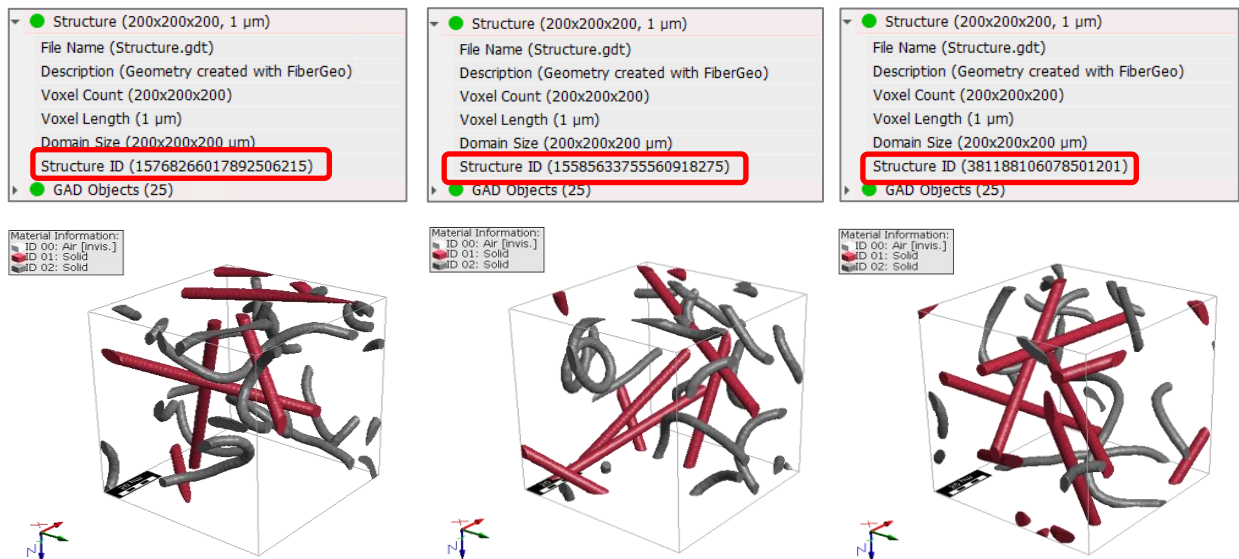 Structure (200x200x200, 1 µm)
File Name (Structure.gdt)
Description (Geometry created with FiberGeo)
Voxel Count (200x200x200)
Voxel Length (1 µm)
Domain Size (200x200x200 µm)
Structure ID (15768266017892506215)
GAD Objects (25)
Structure (200x200x200, 1 µm)
File Name (Structure.gdt)
Description (Geometry created with FiberGeo)
Voxel Count (200x200x200)
Voxel Length (1 µm)
Domain Size (200x200x200 µm)
Structure ID (15585633755560918275)
GAD Objects (25)
Structure (200x200x200, 1 µm)
File Name (Structure.gdt)
Description (Geometry created with FiberGeo)
Voxel Count (200x200x200)
Voxel Length (1 µm)
Domain Size (200x200x200 µm)
Structure ID (381188106078501201)
GAD Objects (25)
Material Information:
ID 00: Air [invis.]
ID 01: Solid
ID 02: Solid
X
Z
Material Information:
ID 00: Air [invis.]
ID 01: Solid
ID 02: Solid
X
Z
Material Information:
ID 00: Air [invis.]
ID 01: Solid
ID 02: Solid
X
Z